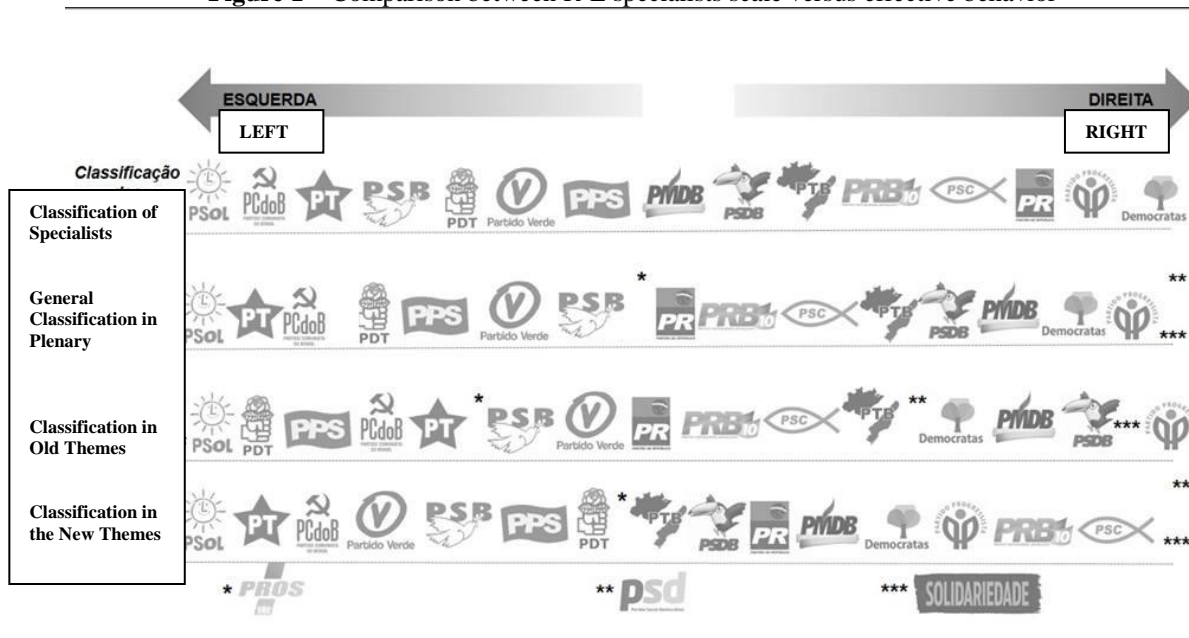 Comparison between R-L specialists scale versus effective behavior
ESQUERDA
DIREITA
LEFT
RIGHT
Classificação
Classification of
Specialists
PSOL PCdoB PT PSB PDT Partido Verde PPS PMDB PSDB PTB PRB 10 PSC PR PARTIDO PROGRESSISTA Democratas
General
Classification in
Plenary
PSOL PT PCdoB PDT PPS Partido Verde PSB * PR PRB 10 PSC PTB PSDB PMDB Democratas PARTIDO PROGRESSISTA ** ***
Classification in
Old Themes
PSOL PDT PPS PCdoB PT * PSB Partido Verde PR PRB 10 PSC PTB ** Democratas PMDB PSDB ***
Classification in
the New Themes
PSOL PT PCdoB Partido Verde PSB PPS PDT * PTB PSDB PR PMDB Democratas PRB 10 PSC ** ***
* PROS
** psd
*** SOLIDARIEDADE